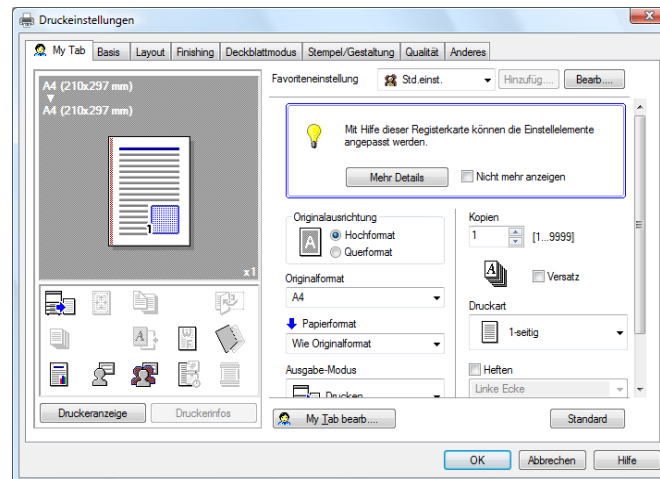 Druckeinstellungen
My Tab Basis Layout Finishing Deckblattmodus Stempel/Gestaltung Qualität Anderes
A4 (210x297 mm)
A4 (210x297 mm)
1
x1
Druckeranzeige Druckerinfos
Favoriteneinstellung Std.einst. Hinzufüg.... Bearb....
Mit Hilfe dieser Registerkarte können die Einstellelemente
angepasst werden.
Mehr Details Nicht mehr anzeigen
Originalausrichtung
A
Hochformat
Querformat
Originalformat
A4
Papierformat
Wie Originalformat
Ausgabe-Modus
Drucken
Kopien
1 [1...9999]
Versatz
Druckart
1-seitig
Heften
Linke Ecke
My Tab bearb.... Standard
OK Abbrechen Hilfe